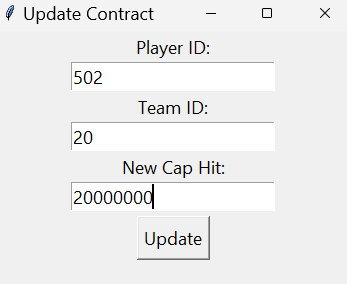 Update Contract
Player ID:
502
Team ID:
20
New Cap Hit:
20000000
Update